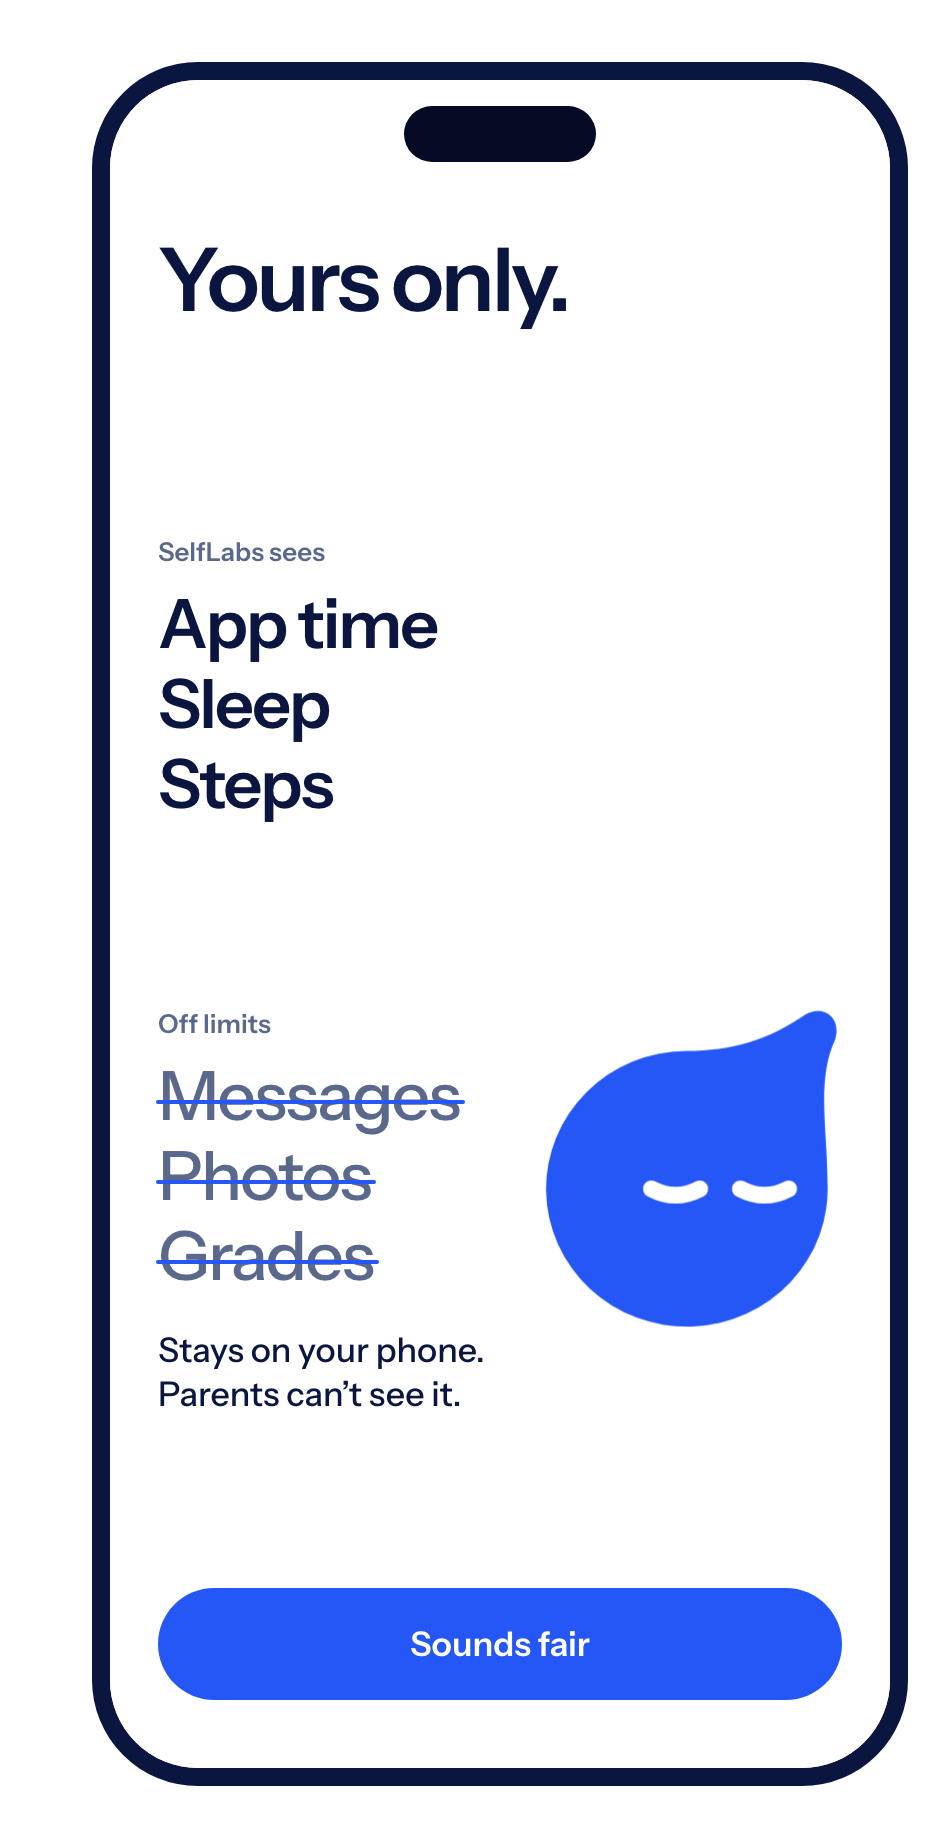 Yours only.
SelfLabs sees
App time
Sleep
Steps
Off limits
Messages
Photos
Grades
Stays on your phone.
Parents can’t see it.
Sounds fair